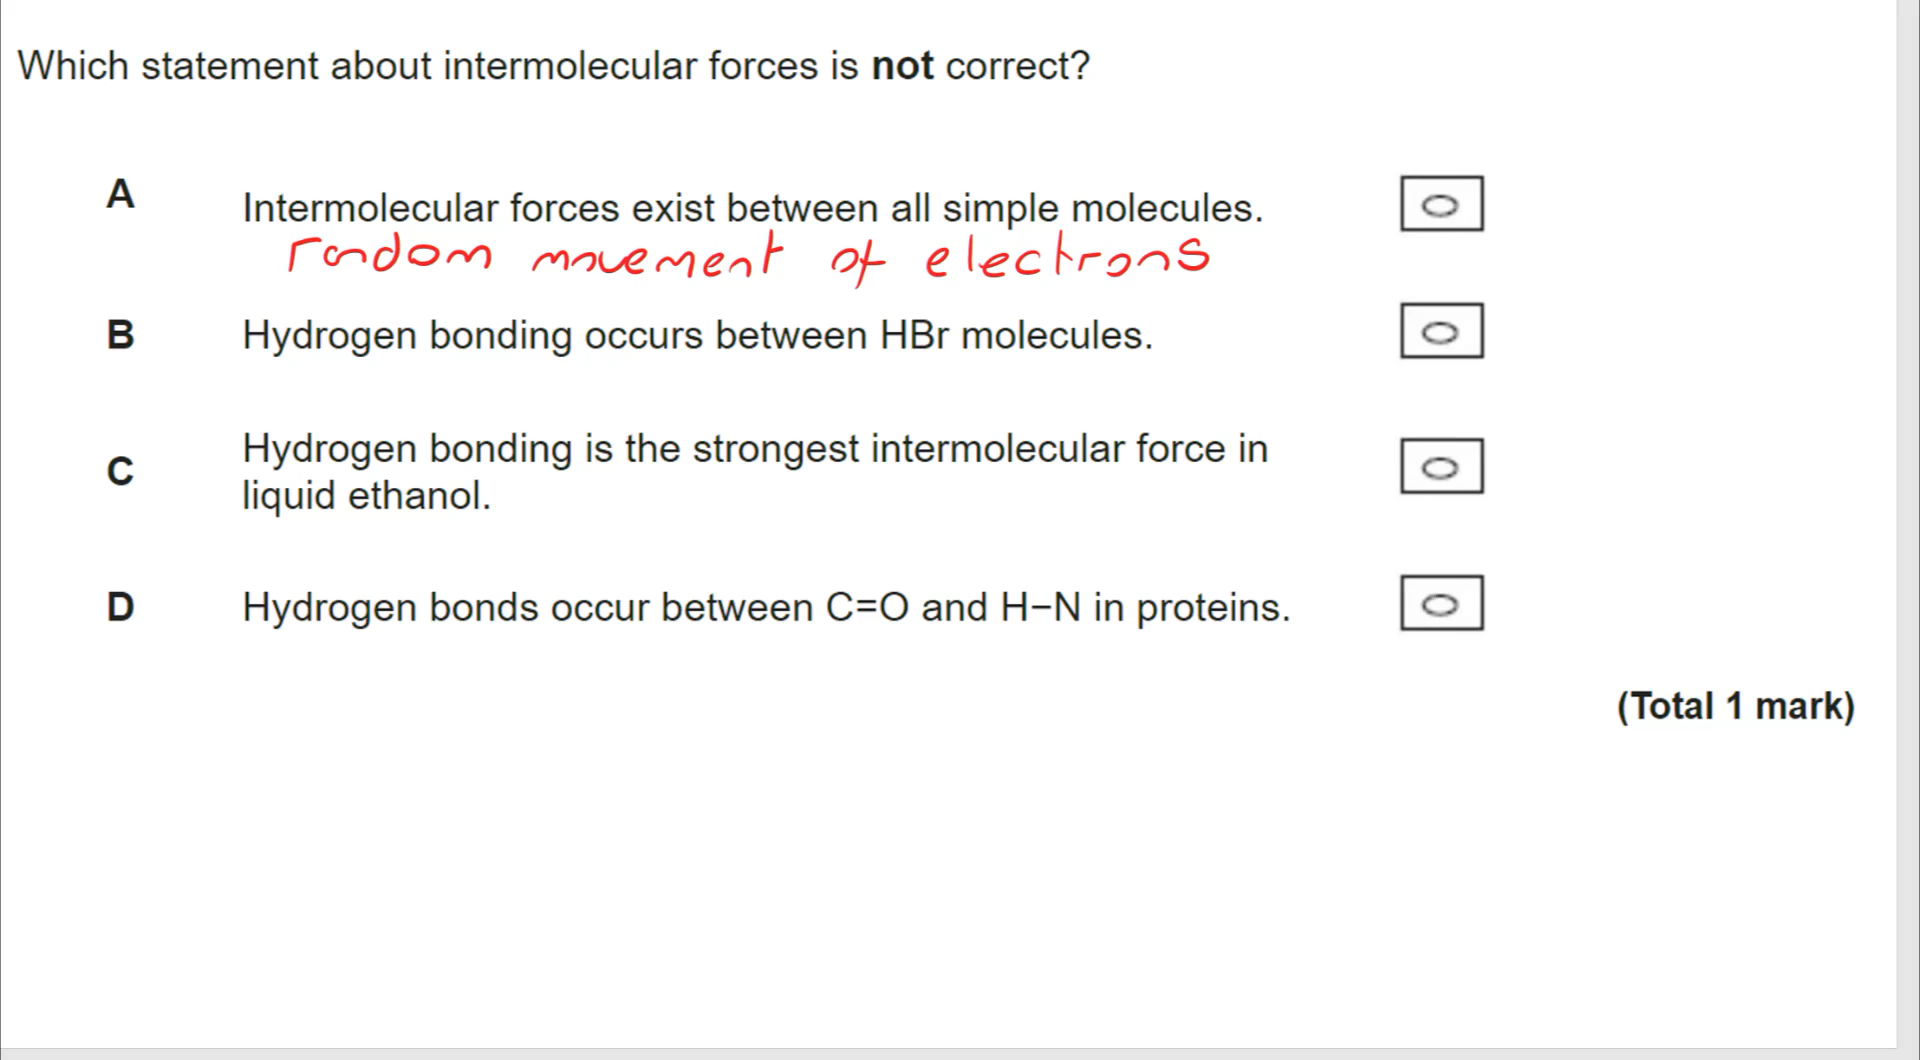 Which statement about intermolecular forces is not correct?
A Intermolecular forces exist between all simple molecules.
random movement of electrons
B Hydrogen bonding occurs between HBr molecules.
C Hydrogen bonding is the strongest intermolecular force in
liquid ethanol.
D Hydrogen bonds occur between C=O and H−N in proteins.
(Total 1 mark)